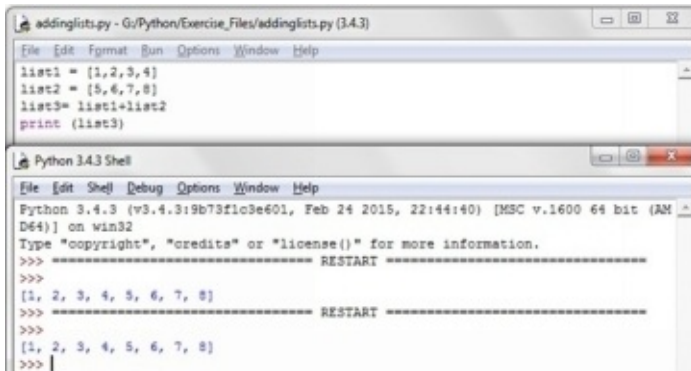 addinglists.py - G:/Python/Exercise_Files/addinglists.py (3.4.3)
File Edit Format Run Options Window Help
list1 = [1,2,3,4]
list2 = [5,6,7,8]
list3= list1+list2
print (list3)
Python 3.4.3 Shell
File Edit Shell Debug Options Window Help
Python 3.4.3 (v3.4.3:9b73f1c3e601, Feb 24 2015, 22:44:40) [MSC v.1600 64 bit (AM
D64)] on win32
Type "copyright", "credits" or "license()" for more information.
>>> ================================ RESTART ================================
>>>
[1, 2, 3, 4, 5, 6, 7, 8]
>>> ================================ RESTART ================================
>>>
[1, 2, 3, 4, 5, 6, 7, 8]
>>>